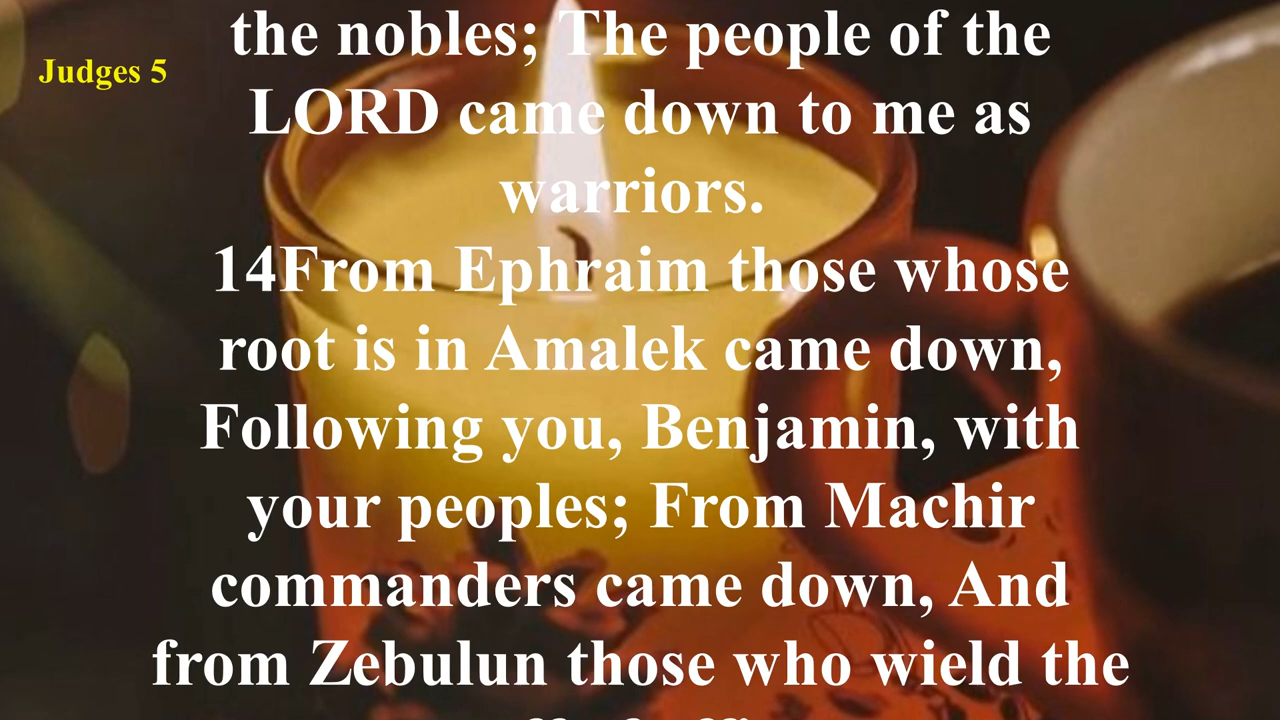 Judges 5
the nobles; The people of the
LORD came down to me as
warriors.
14From Ephraim those whose
root is in Amalek came down,
Following you, Benjamin, with
your peoples; From Machir
commanders came down, And
from Zebulun those who wield the